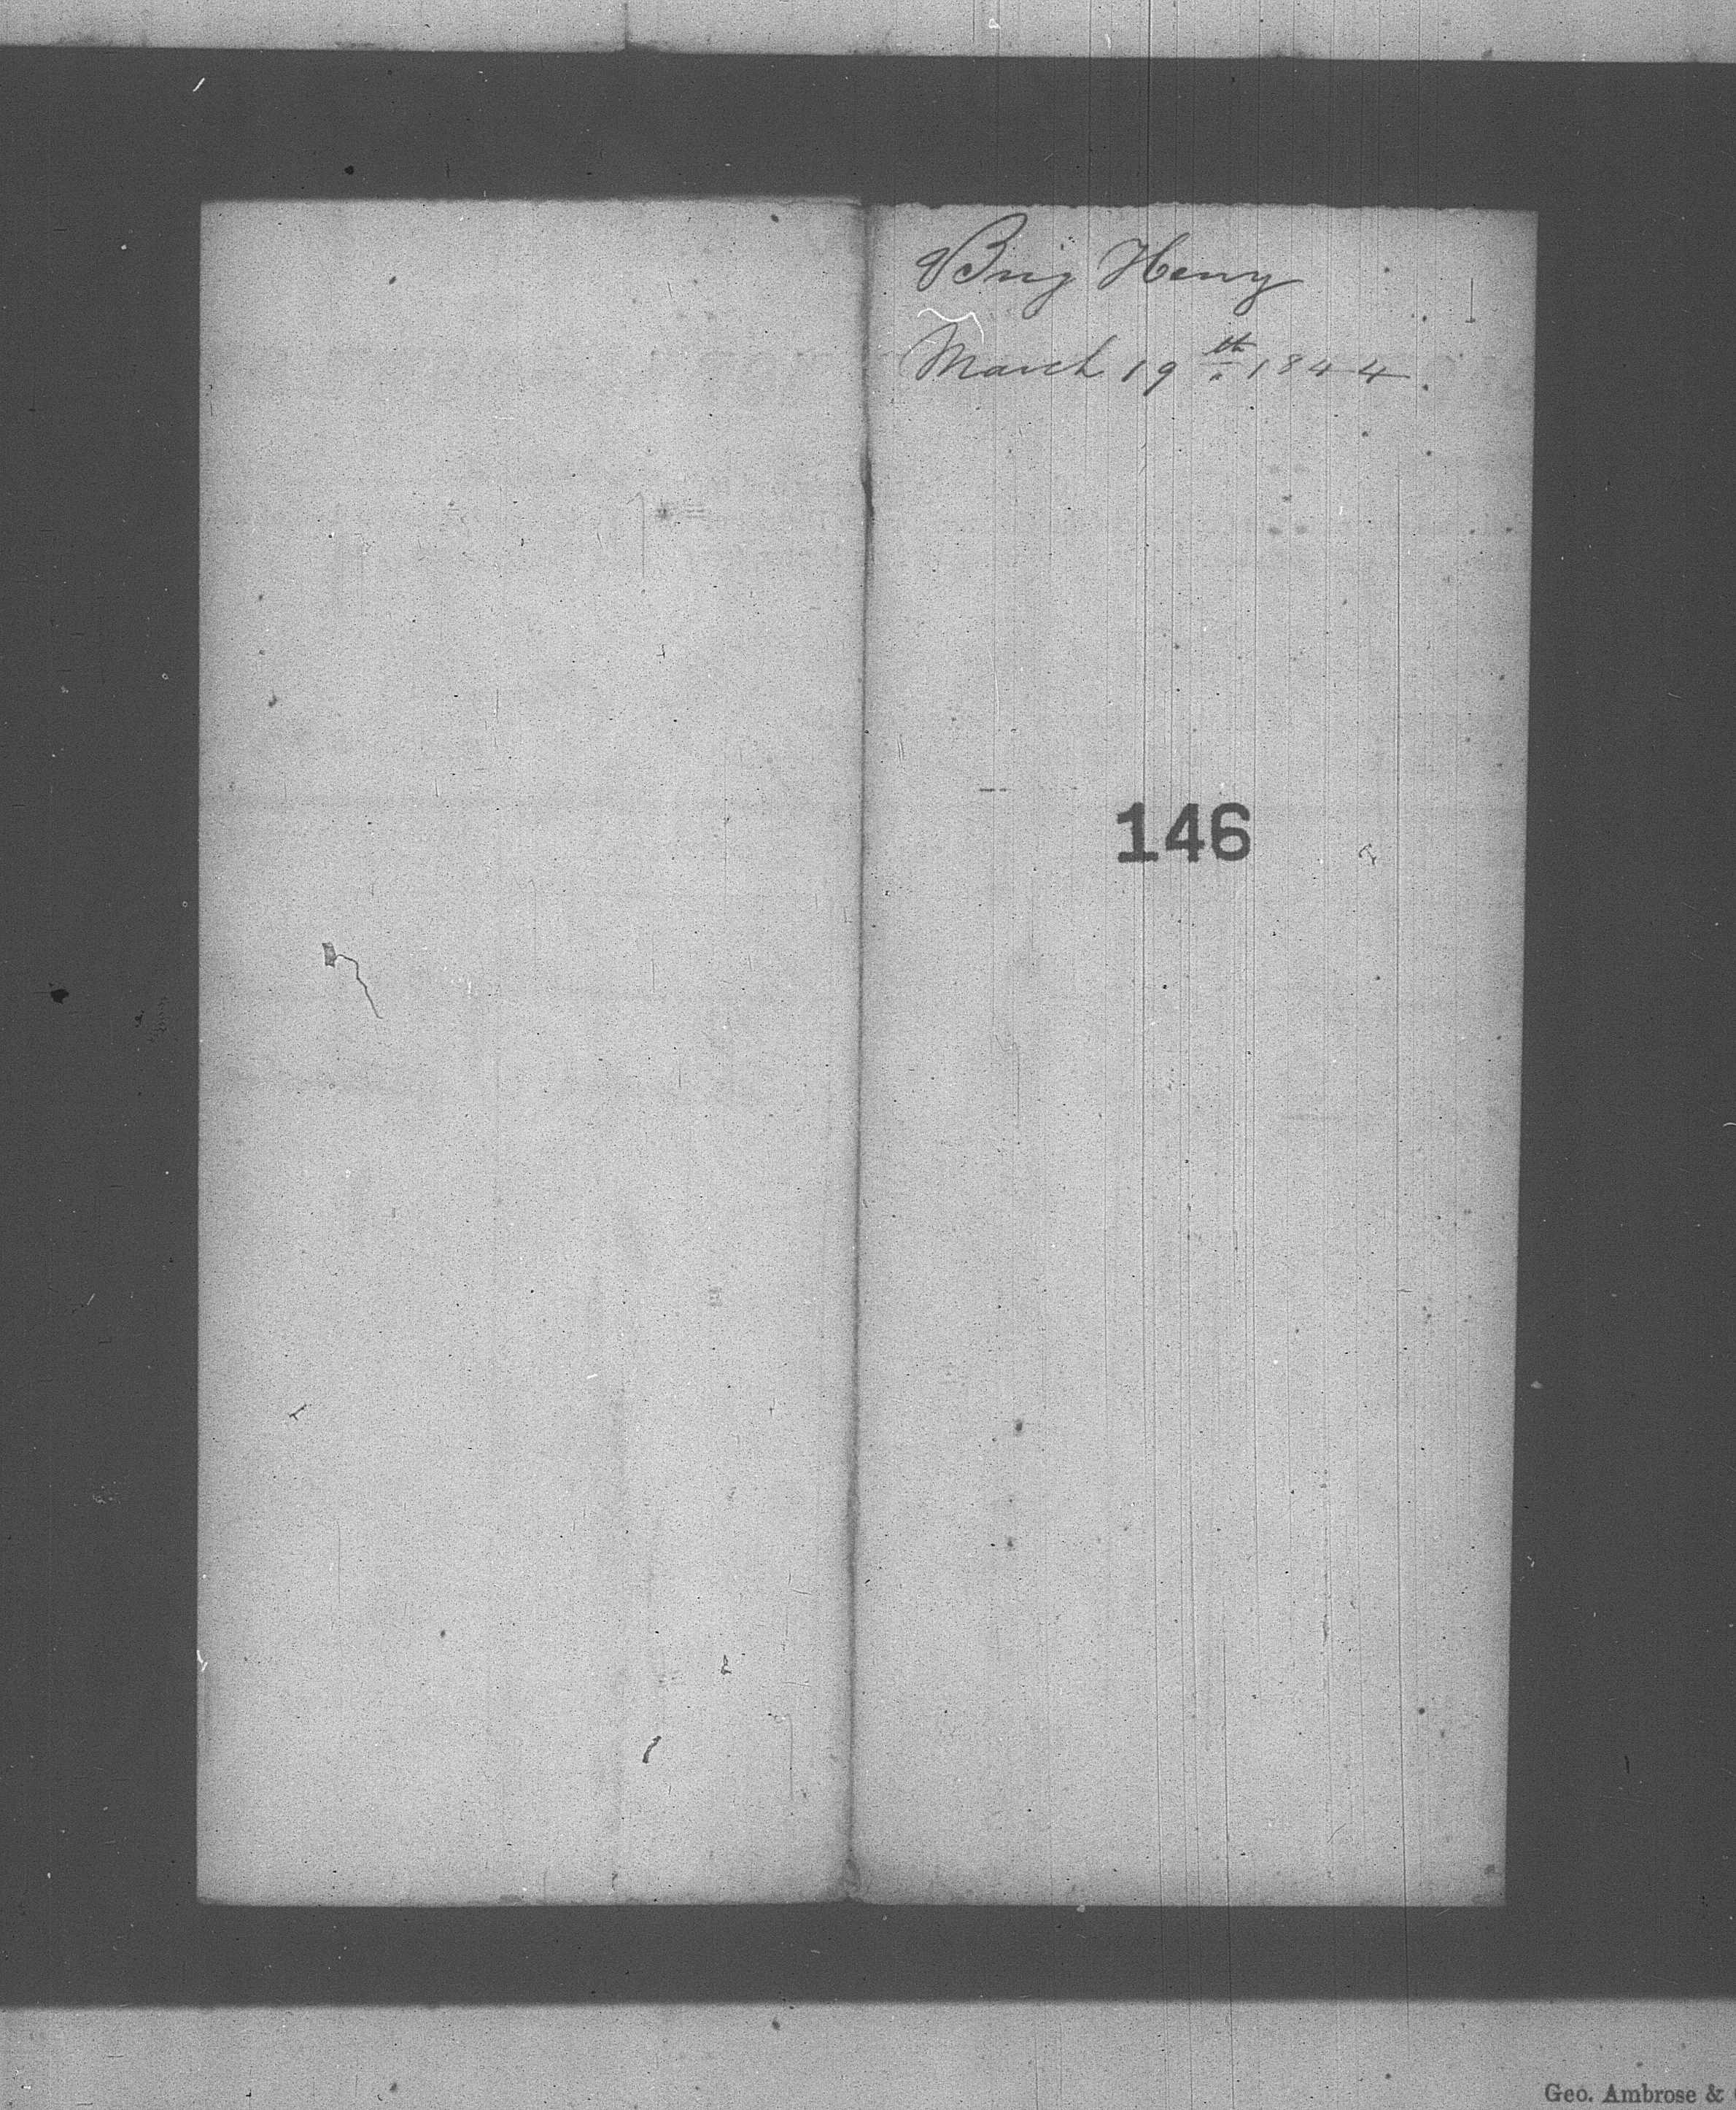 Brig Henry
March 19th 1844.
146
Geo. Ambrose &